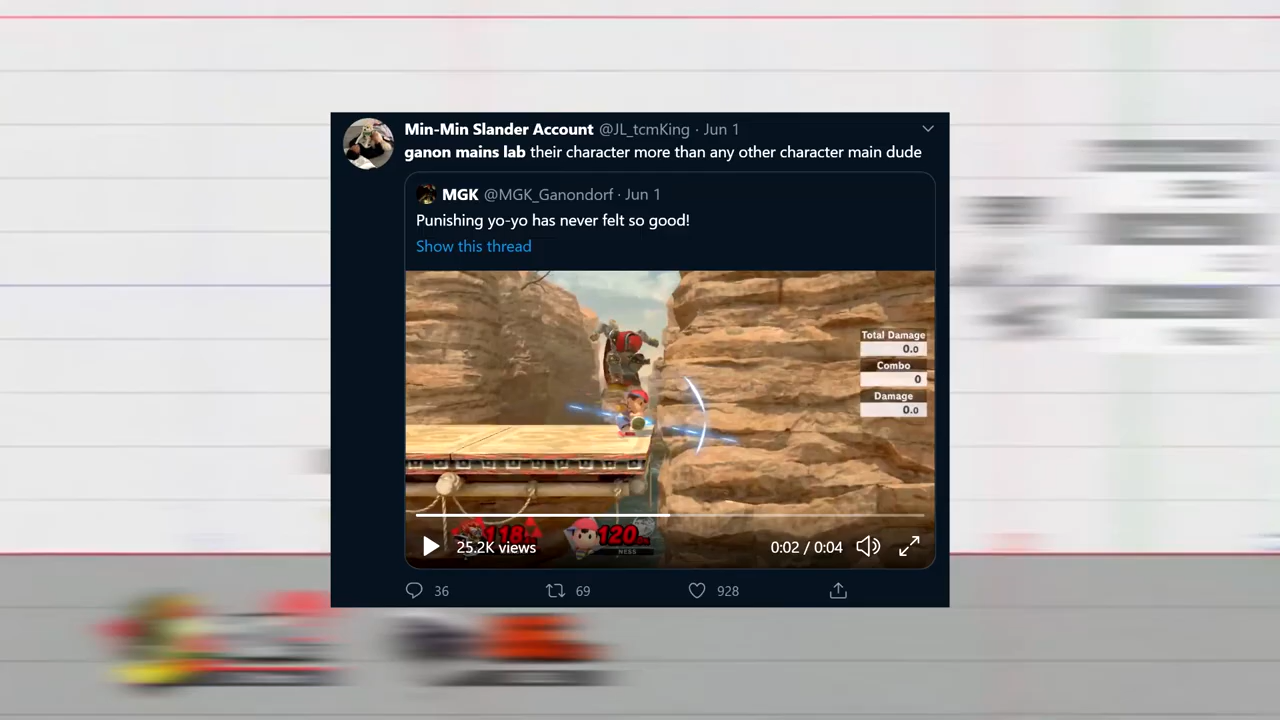 Min-Min Slander Account @JL_tcmKing · Jun 1
ganon mains lab their character more than any other character main dude
MGK @MGK_Ganondorf · Jun 1
Punishing yo-yo has never felt so good!
Show this thread
Total Damage
0.0
Combo
0
Damage
0.0
118
120
NESS
25.2K views
0:02 / 0:04
36
69
928